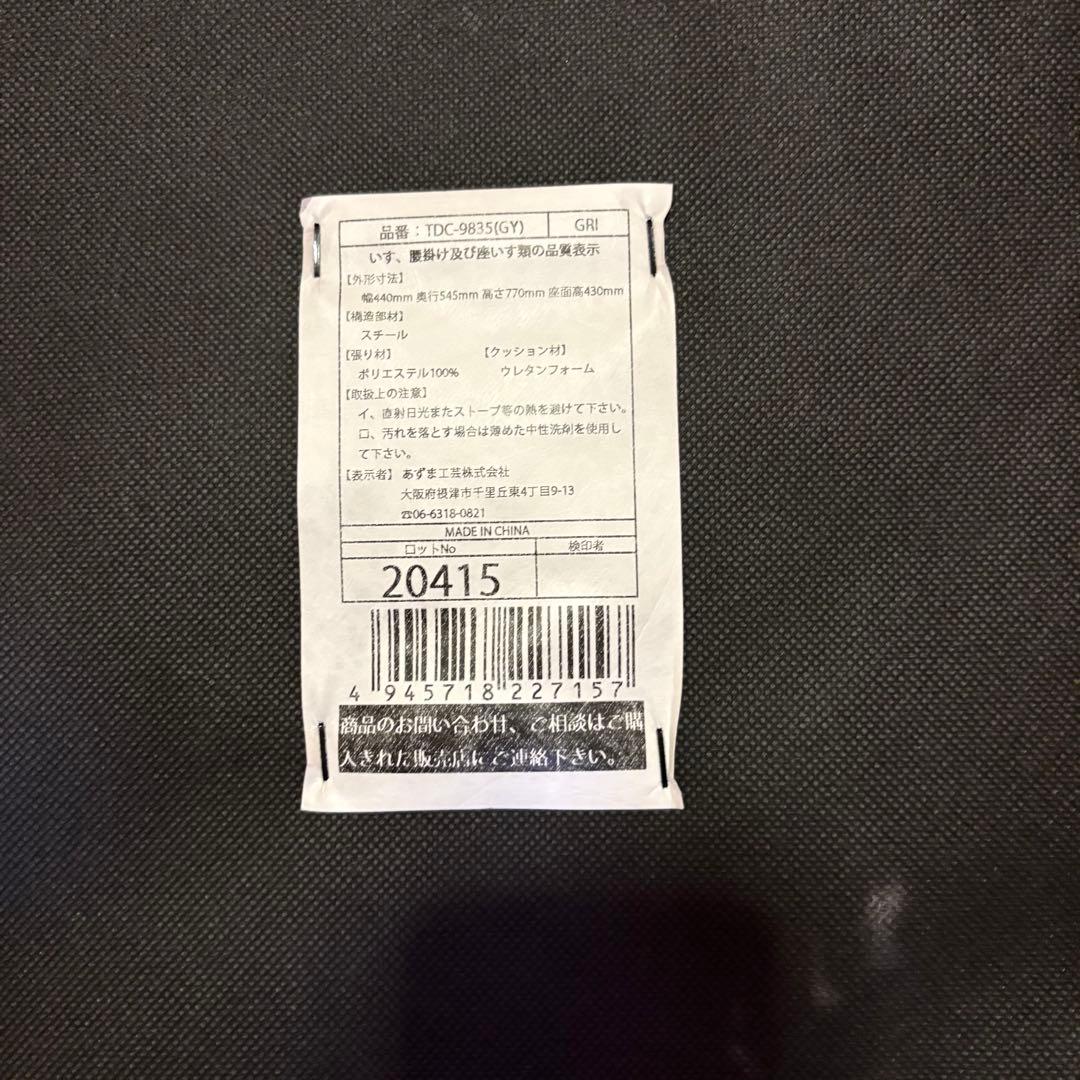 品番：TDC-9835(GY) GRI
いす、腰掛け及び座いす類の品質表示
【外形寸法】
幅440mm 奥行545mm 高さ770mm 座面高430mm
【構造部材】
スチール
【張り材】 【クッション材】
ポリエステル100% ウレタンフォーム
【取扱上の注意】
イ、直射日光またストーブ等の熱を避けて下さい。
口、汚れを落とす場合は薄めた中性洗剤を使用し
て下さい。
【表示者】 あずま工芸株式会社
大阪府摂津市千里丘東4丁目9-13
☎06-6318-0821
MADE IN CHINA
ロットNo 検印者
20415
4 945718 227157
商品のお問い合わせ、ご相談はご購
入された販売店にご連絡下さい。